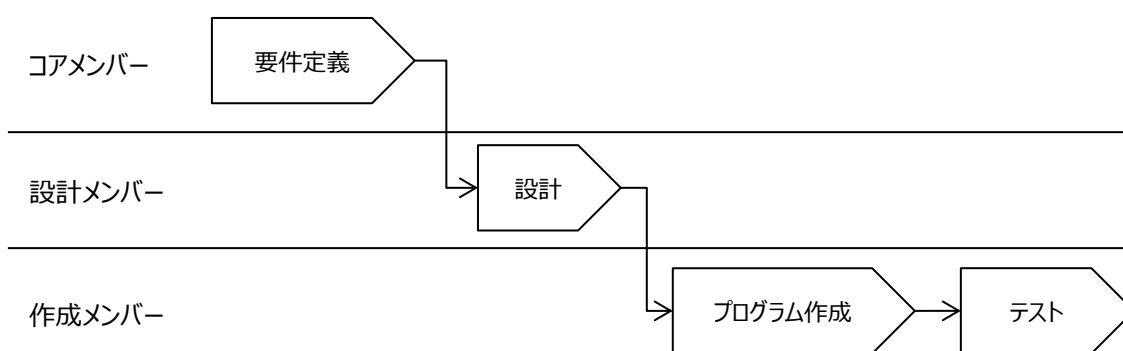 コアメンバー
要件定義
設計メンバー
設計
作成メンバー
プログラム作成
テスト